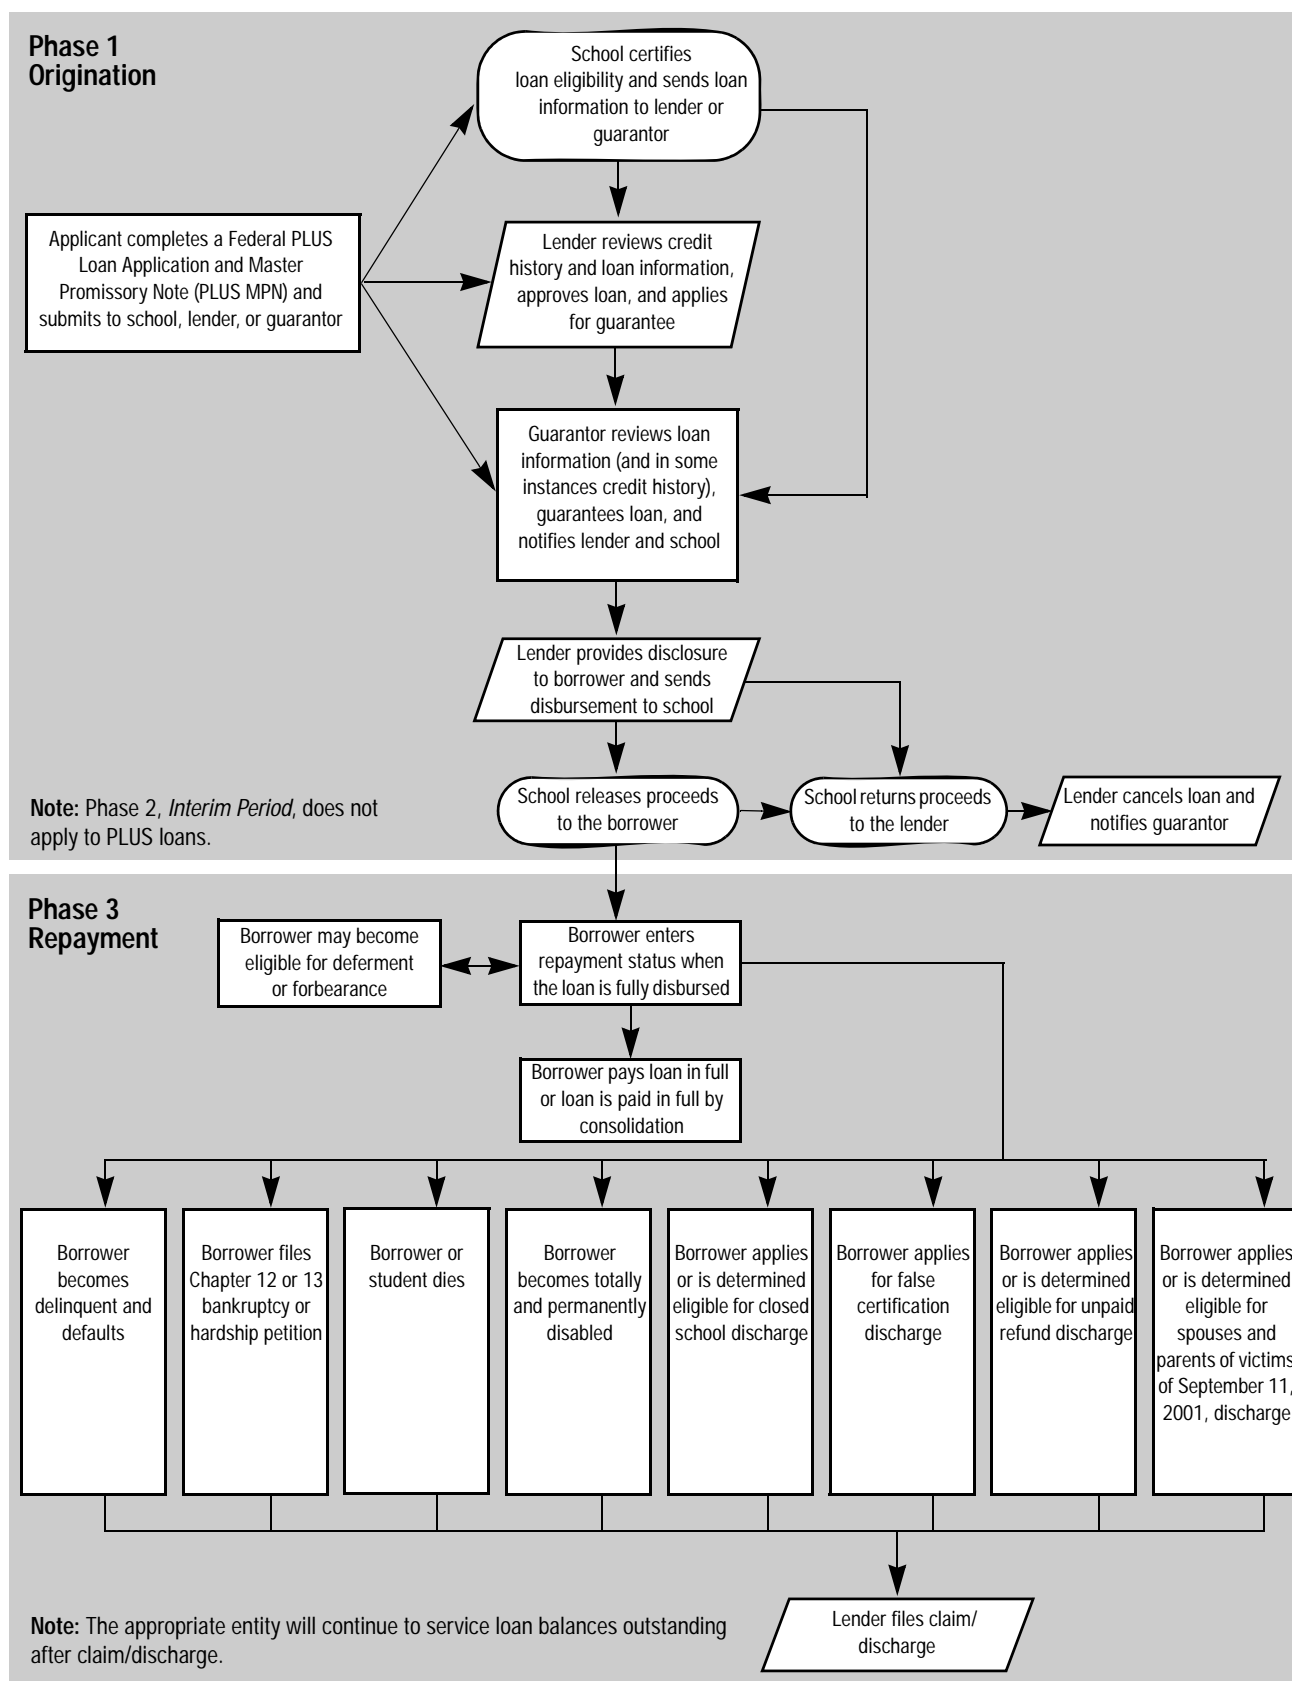 Phase 1
Origination
School certifies
loan eligibility and sends loan
information to lender or
guarantor
Applicant completes a Federal PLUS
Loan Application and Master
Promissory Note (PLUS MPN) and
submits to school, lender, or guarantor
Lender reviews credit
history and loan information,
approves loan, and applies
for guarantee
Guarantor reviews loan
information (and in some
instances credit history),
guarantees loan, and
notifies lender and school
Lender provides disclosure
to borrower and sends
disbursement to school
School releases proceeds
to the borrower
School returns proceeds
to the lender
Lender cancels loan and
notifies guarantor
Note: Phase 2, Interim Period, does not
apply to PLUS loans.
Phase 3
Repayment
Borrower may become
eligible for deferment
or forbearance
Borrower enters
repayment status when
the loan is fully disbursed
Borrower pays loan in full
or loan is paid in full by
consolidation
Borrower
becomes
delinquent and
defaults
Borrower files
Chapter 12 or 13
bankruptcy or
hardship petition
Borrower or
student dies
Borrower
becomes totally
and permanently
disabled
Borrower applies
or is determined
eligible for closed
school discharge
Borrower applies
for false
certification
discharge
Borrower applies
or is determined
eligible for unpaid
refund discharge
Borrower applies
or is determined
eligible for
spouses and
parents of victims
of September 11,
2001, discharge
Lender files claim/
discharge
Note: The appropriate entity will continue to service loan balances outstanding
after claim/discharge.